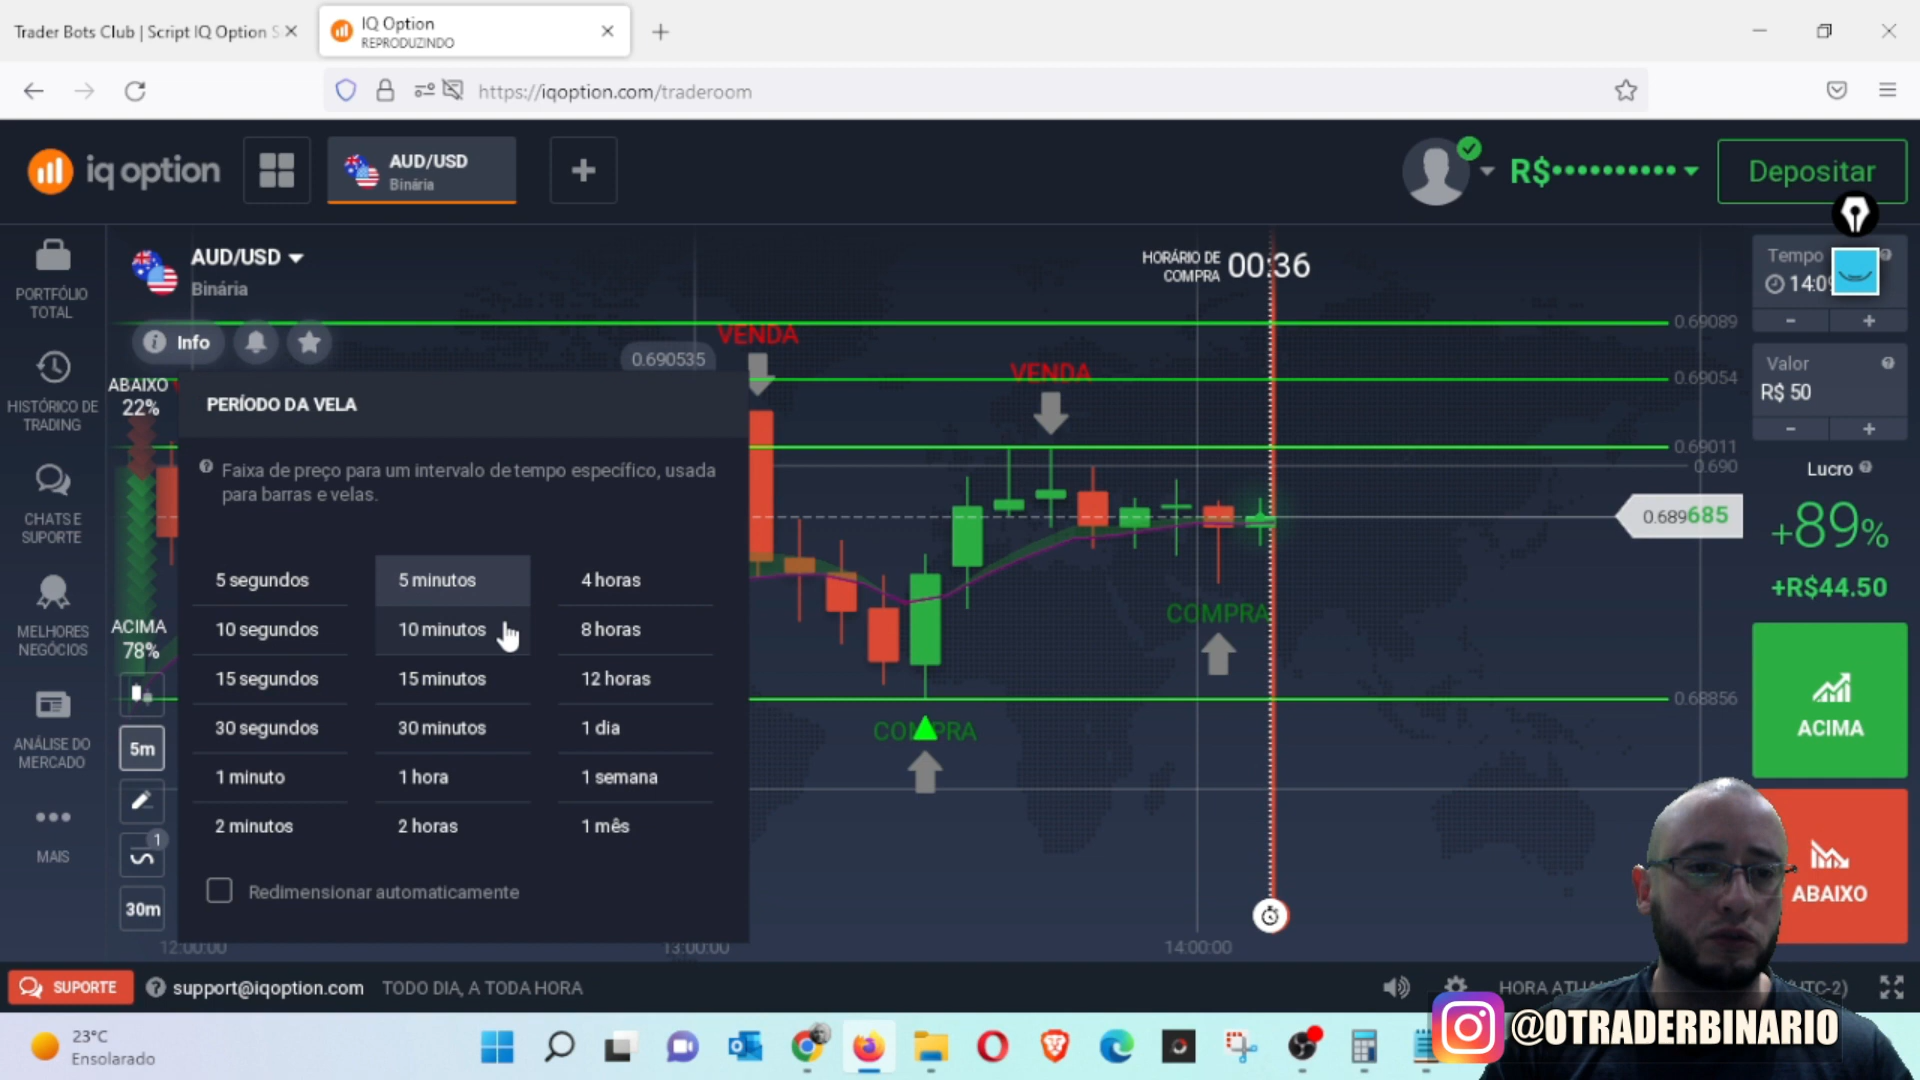 Trader Bots Club | Script IQ Option S
IQ Option
REPRODUZINDO
https://iqoption.com/traderoom
iq option
AUD/USD
Binária
R$
Depositar
AUD/USD
Binária
HORÁRIO DE
COMPRA
00:36
Tempo
14:0
Info
0.690535
VENDA
VENDA
0.69089
0.69054
0.69011
0.690
0.689685
0.68856
Valor
R$ 50
Lucro
+89%
+R$44.50
ACIMA
ABAIXO
PORTFÓLIO
TOTAL
HISTÓRICO DE
TRADING
CHATS E
SUPORTE
MELHORES
NEGÓCIOS
ANÁLISE DO
MERCADO
MAIS
ABAIXO
22%
ACIMA
78%
5m
1
30m
PERÍODO DA VELA
Faixa de preço para um intervalo de tempo específico, usada
para barras e velas.
5 segundos
5 minutos
4 horas
10 segundos
10 minutos
8 horas
15 segundos
15 minutos
12 horas
30 segundos
30 minutos
1 dia
1 minuto
1 hora
1 semana
2 minutos
2 horas
1 mês
Redimensionar automaticamente
COMPRA
COMPRA
12:00:00
13:00:00
14:00:00
SUPORTE
support@iqoption.com
TODO DIA, A TODA HORA
HORA
@OTRADERBINARIO
23°C
Ensolarado